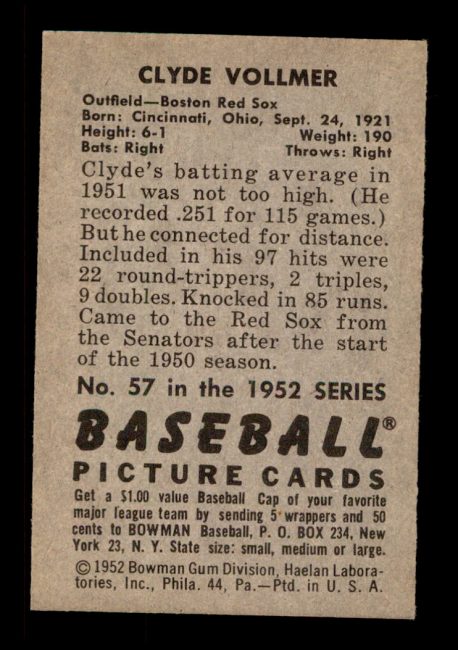 CLYDE VOLLMER
Outfield—Boston Red Sox
Born: Cincinnati, Ohio, Sept. 24, 1921
Height: 6-1 Weight: 190
Bats: Right Throws: Right
Clyde's batting average in
1951 was not too high. (He
recorded .251 for 115 games.)
But he connected for distance.
Included in his 97 hits were
22 round-trippers, 2 triples,
9 doubles. Knocked in 85 runs.
Came to the Red Sox from
the Senators after the start
of the 1950 season.
No. 57 in the 1952 SERIES
BASEBALL®
PICTURE CARDS
Get a $1.00 value Baseball Cap of your favorite
major league team by sending 5 wrappers and 50
cents to BOWMAN Baseball, P. O. BOX 234, New
York 23, N. Y. State size: small, medium or large.
©1952 Bowman Gum Division, Haelan Labora-
tories, Inc., Phila. 44, Pa.—Ptd. in U. S. A.